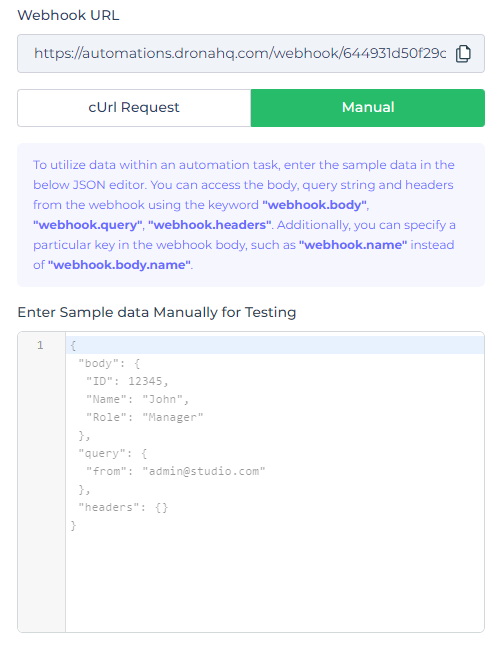 Webhook URL
https://automations.dronahq.com/webhook/644931d50f29c
cUrl Request
Manual
To utilize data within an automation task, enter the sample data in the
below JSON editor. You can access the body, query string and headers
from the webhook using the keyword "webhook.body",
"webhook.query", "webhook.headers". Additionally, you can specify a
particular key in the webhook body, such as "webhook.name" instead
of "webhook.body.name".
Enter Sample data Manually for Testing
1
{
"body": {
"ID": 12345,
"Name": "John",
"Role": "Manager"
},
"query": {
"from": "admin@studio.com"
},
"headers": {}
}